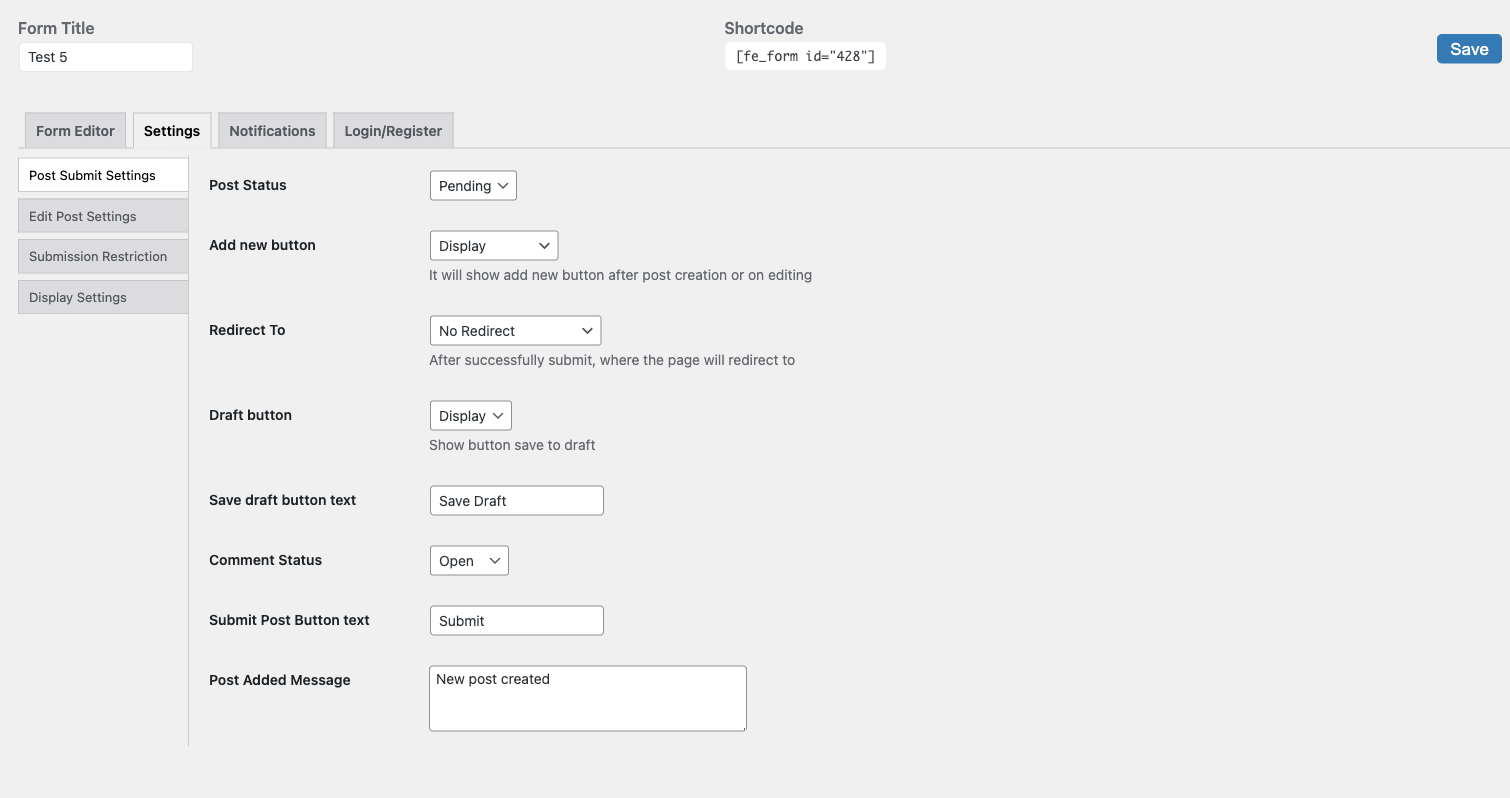 Form Title
Shortcode
Test 5
[fe_form id="428"]
Save
Form Editor
Settings
Notifications
Login/Register
Post Submit Settings
Edit Post Settings
Submission Restriction
Display Settings
Post Status
Pending
Add new button
Display
It will show add new button after post creation or on editing
Redirect To
No Redirect
After successfully submit, where the page will redirect to
Draft button
Display
Show button save to draft
Save draft button text
Save Draft
Comment Status
Open
Submit Post Button text
Submit
Post Added Message
New post created